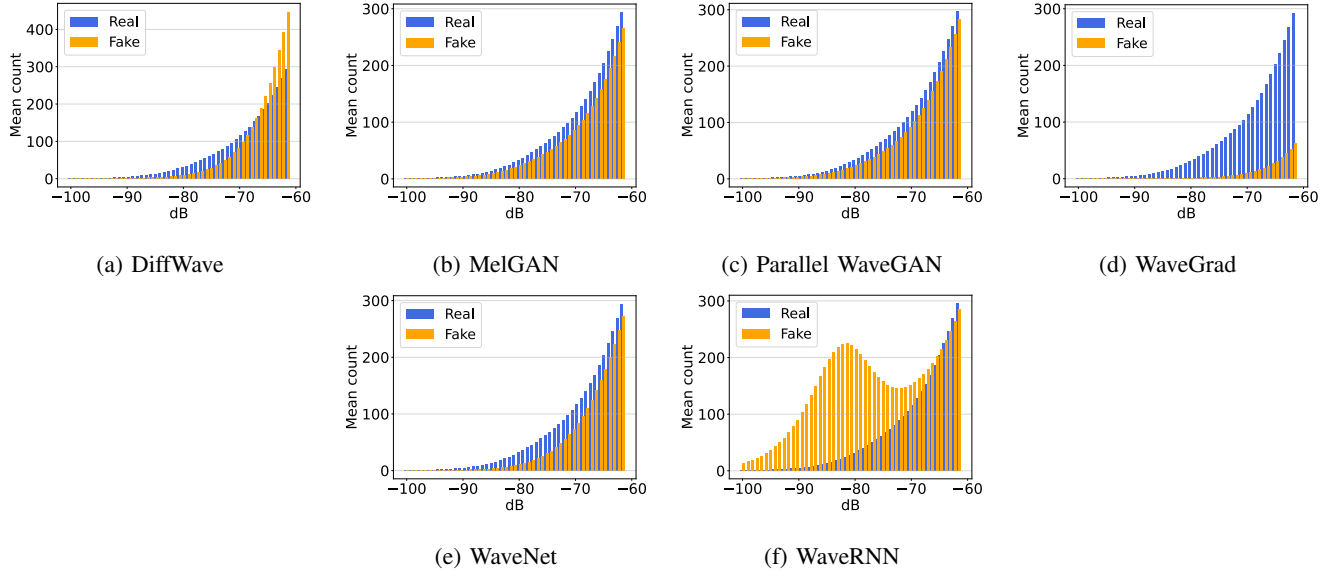 Real
Fake
Mean count
400
300
200
100
0
−100
−90
−80
−70
−60
dB
(a) DiffWave
Real
Fake
Mean count
300
200
100
0
−100
−90
−80
−70
−60
dB
(b) MelGAN
Real
Fake
Mean count
300
200
100
0
−100
−90
−80
−70
−60
dB
(c) Parallel WaveGAN
Real
Fake
Mean count
300
200
100
0
−100
−90
−80
−70
−60
dB
(d) WaveGrad
Real
Fake
Mean count
300
200
100
0
−100
−90
−80
−70
−60
dB
(e) WaveNet
Real
Fake
Mean count
300
200
100
0
−100
−90
−80
−70
−60
dB
(f) WaveRNN